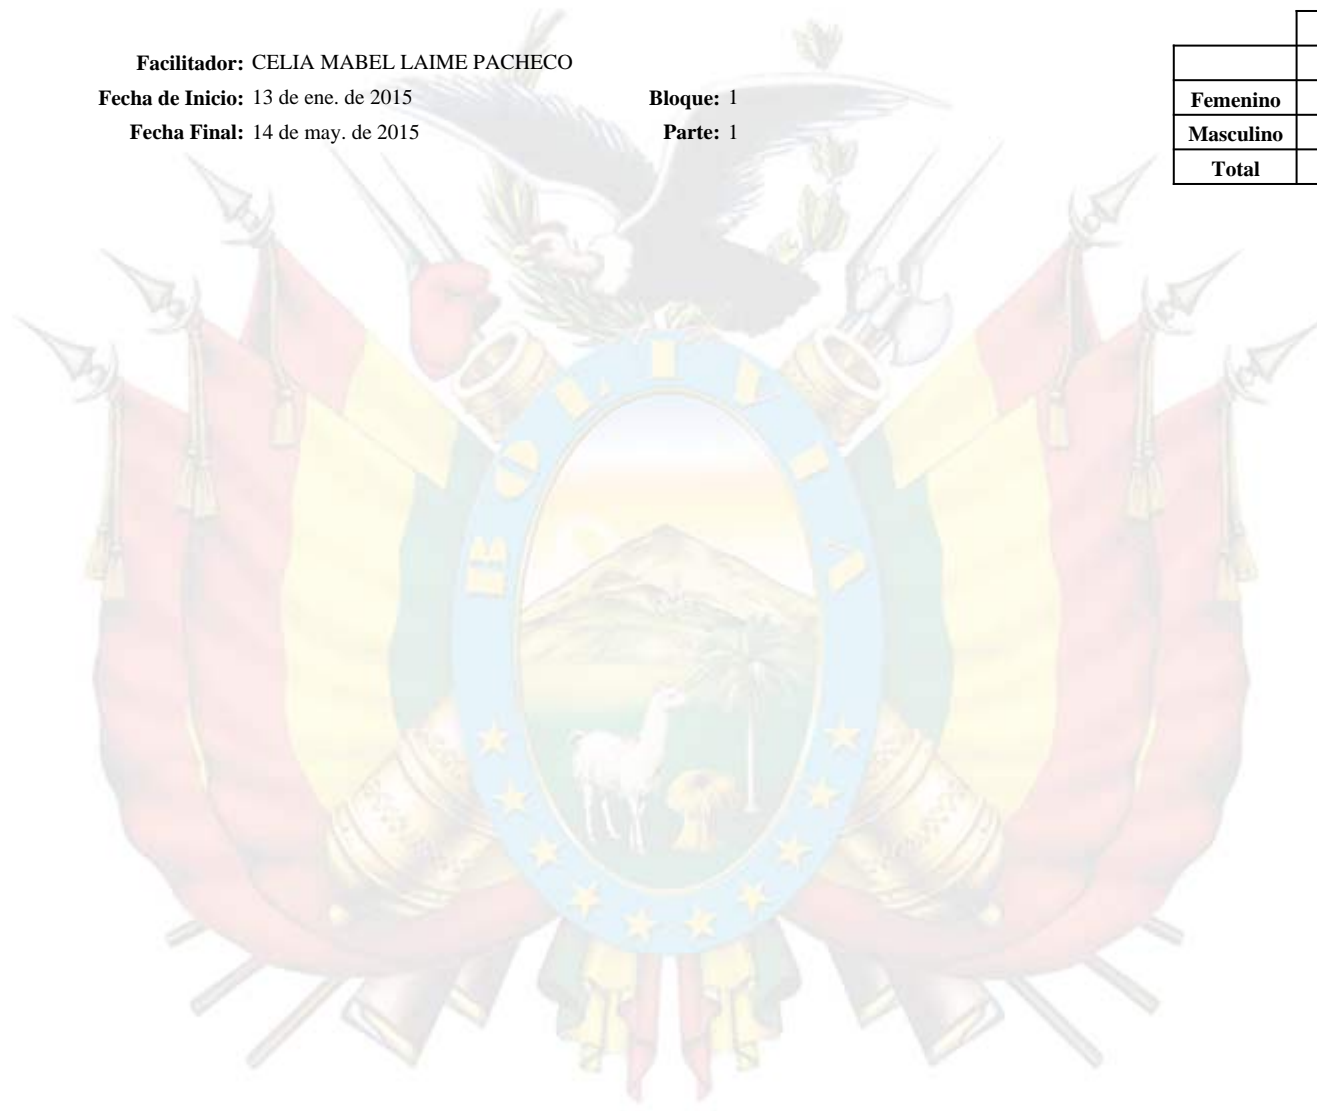 Facilitador: CELIA MABEL LAIME PACHECO
Fecha de Inicio: 13 de ene. de 2015 Bloque: 1
Fecha Final: 14 de may. de 2015 Parte: 1
Femenino
Masculino
Total
BOLIVIA